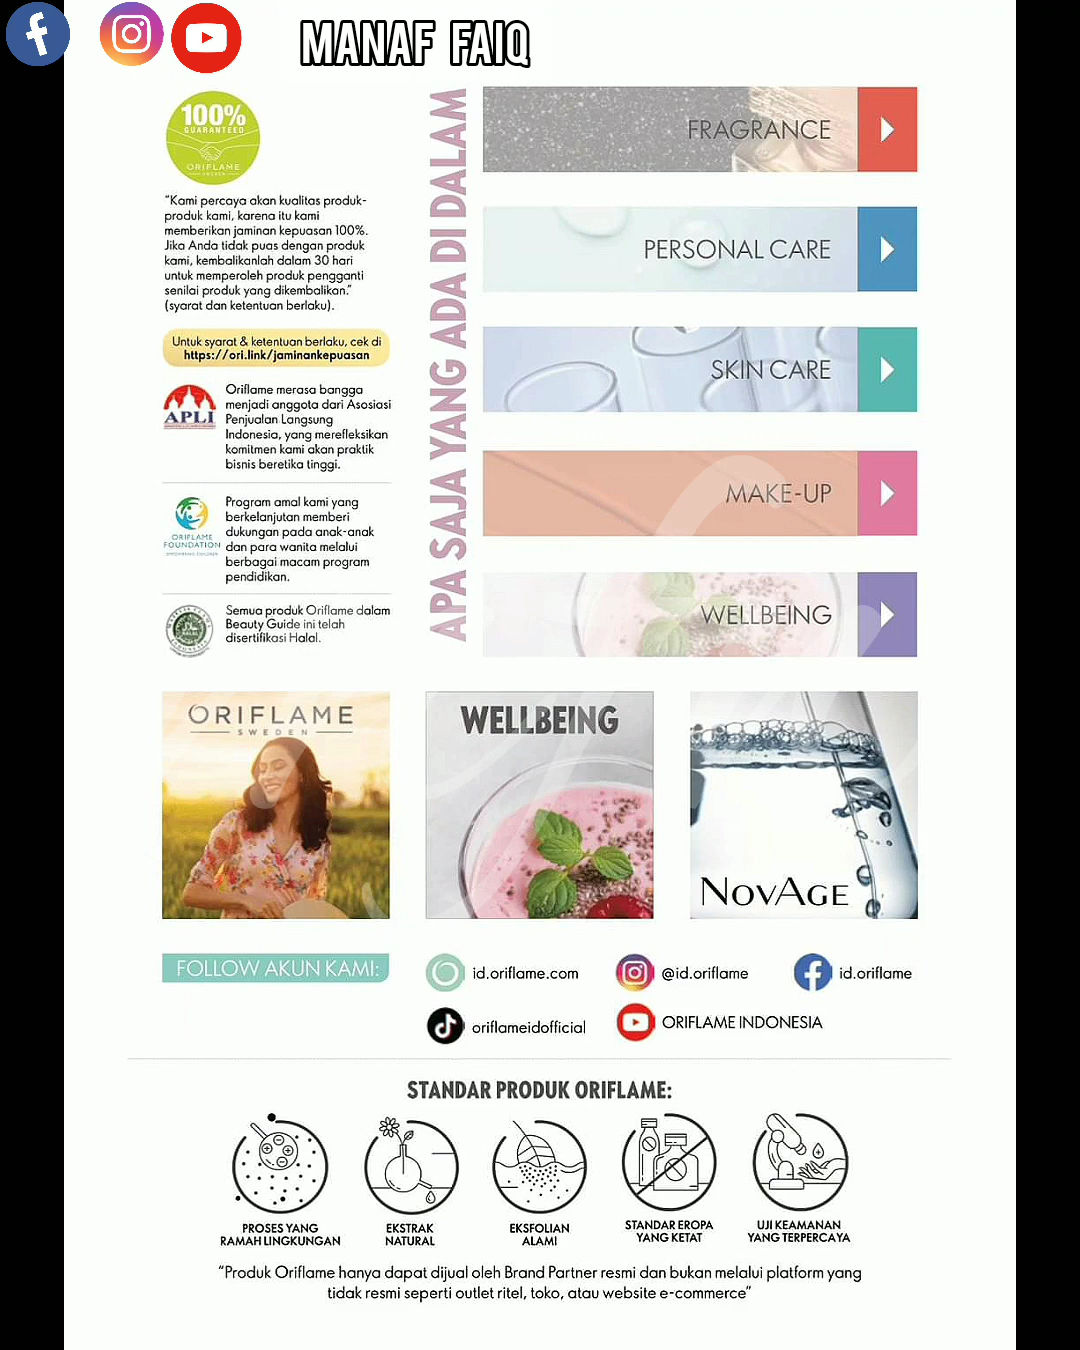 MANAF FAIQ
100%
GUARANTEED
ORIFLAME
SWEDEN
"Kami percaya akan kualitas produk-
produk kami, karena itu kami
memberikan jaminan kepuasan 100%.
Jika Anda tidak puas dengan produk
kami, kembalikanlah dalam 30 hari
untuk memperoleh produk pengganti
senilai produk yang dikembalikan."
(syarat dan ketentuan berlaku).
Untuk syarat & ketentuan berlaku, cek di
https://ori.link/jaminankepuasan
APLI
Oriflame merasa bangga
menjadi anggota dari Asosiasi
Penjualan Langsung
Indonesia, yang merefleksikan
komitmen kami akan praktik
bisnis beretika tinggi.
ORIFLAME
FOUNDATION
Program amal kami yang
berkelanjutan memberi
dukungan pada anak-anak
dan para wanita melalui
berbagai macam program
pendidikan.
Semua produk Oriflame dalam
Beauty Guide ini telah
disertifikasi Halal.
APA SAJA YANG ADA DI DALAM
FRAGRANCE
PERSONAL CARE
SKIN CARE
MAKE-UP
WELLBEING
ORIFLAME
SWEDEN
WELLBEING
NOVAGE
FOLLOW AKUN KAMI:
id.oriflame.com
@id.oriflame
id.oriflame
oriflameidofficial
ORIFLAME INDONESIA
STANDAR PRODUK ORIFLAME:
PROSES YANG
RAMAH LINGKUNGAN
EKSTRAK
NATURAL
EKSFOLIAN
ALAMI
STANDAR EROPA
YANG KETAT
UJI KEAMANAN
YANG TERPERCAYA
"Produk Oriflame hanya dapat dijual oleh Brand Partner resmi dan bukan melalui platform yang
tidak resmi seperti outlet ritel, toko, atau website e-commerce"